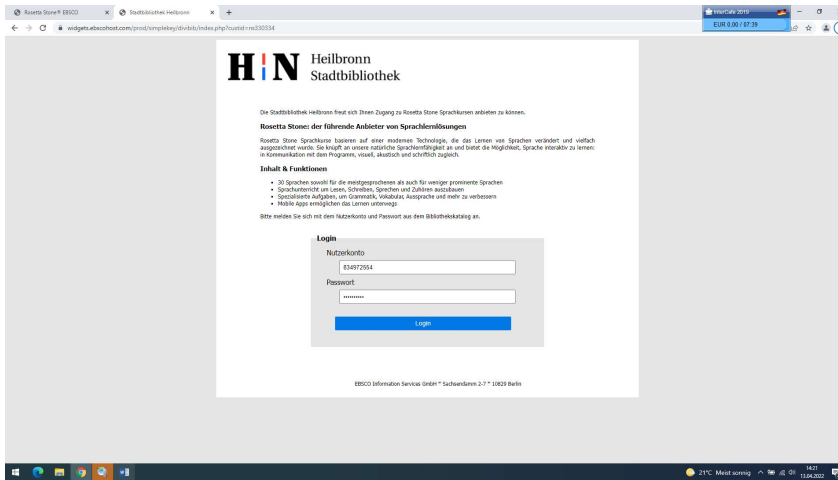 Rosetta Stone® EBSCO
Stadtbibliothek Heilbronn
InterCafe 2019
EUR 0,00 / 07:39
widgets.ebscohost.com/prod/simplekey/divbib/index.php?custid=ns330334
HN Heilbronn
Stadtbibliothek
Die Stadtbibliothek Heilbronn freut sich Ihnen Zugang zu Rosetta Stone Sprachkursen anbieten zu können.
Rosetta Stone: der führende Anbieter von Sprachlernlösungen
Rosetta Stone Sprachkurse basieren auf einer modernen Technologie, die das Lernen von Sprachen verändert und vielfach
ausgezeichnet wurde. Sie knüpft an unsere natürliche Sprachlernfähigkeit an und bietet die Möglichkeit, Sprache interaktiv zu lernen:
in Kommunikation mit dem Programm, visuell, akustisch und schriftlich zugleich.
Inhalt & Funktionen
• 30 Sprachen sowohl für die meistgesprochenen als auch für weniger prominente Sprachen
• Sprachunterricht um Lesen, Schreiben, Sprechen und Zuhören auszubauen
• Spezialisierte Aufgaben, um Grammatik, Vokabular, Aussprache und mehr zu verbessern
• Mobile Apps ermöglichen das Lernen unterwegs
Bitte melden Sie sich mit dem Nutzerkonto und Passwort aus dem Bibliothekskatalog an.
Login
Nutzerkonto
834972554
Passwort
••••••••••
Login
EBSCO Information Services GmbH * Sachsendamm 2-7 * 10829 Berlin
21°C Meist sonnig
14:21
13.04.2022